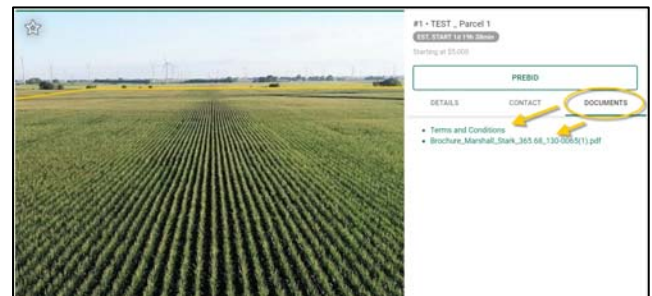 #1 • TEST _ Parcel 1
EST. START 1d 19h 38min
Starting at $5,000
PREBID
DETAILS CONTACT DOCUMENTS
• Terms and Conditions
• Brochure_Marshall_Stark_365.68_130-0065(1).pdf